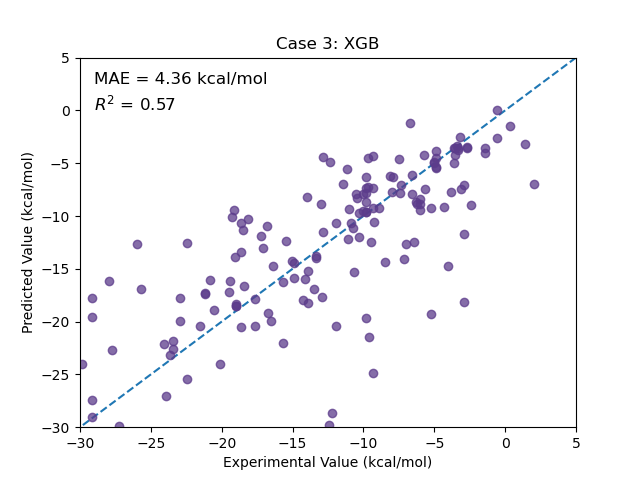 Case 3: XGB
MAE = 4.36 kcal/mol
R² = 0.57
5
0
−5
−10
−15
−20
−25
−30
Predicted Value (kcal/mol)
−30 −25 −20 −15 −10 −5 0 5
Experimental Value (kcal/mol)